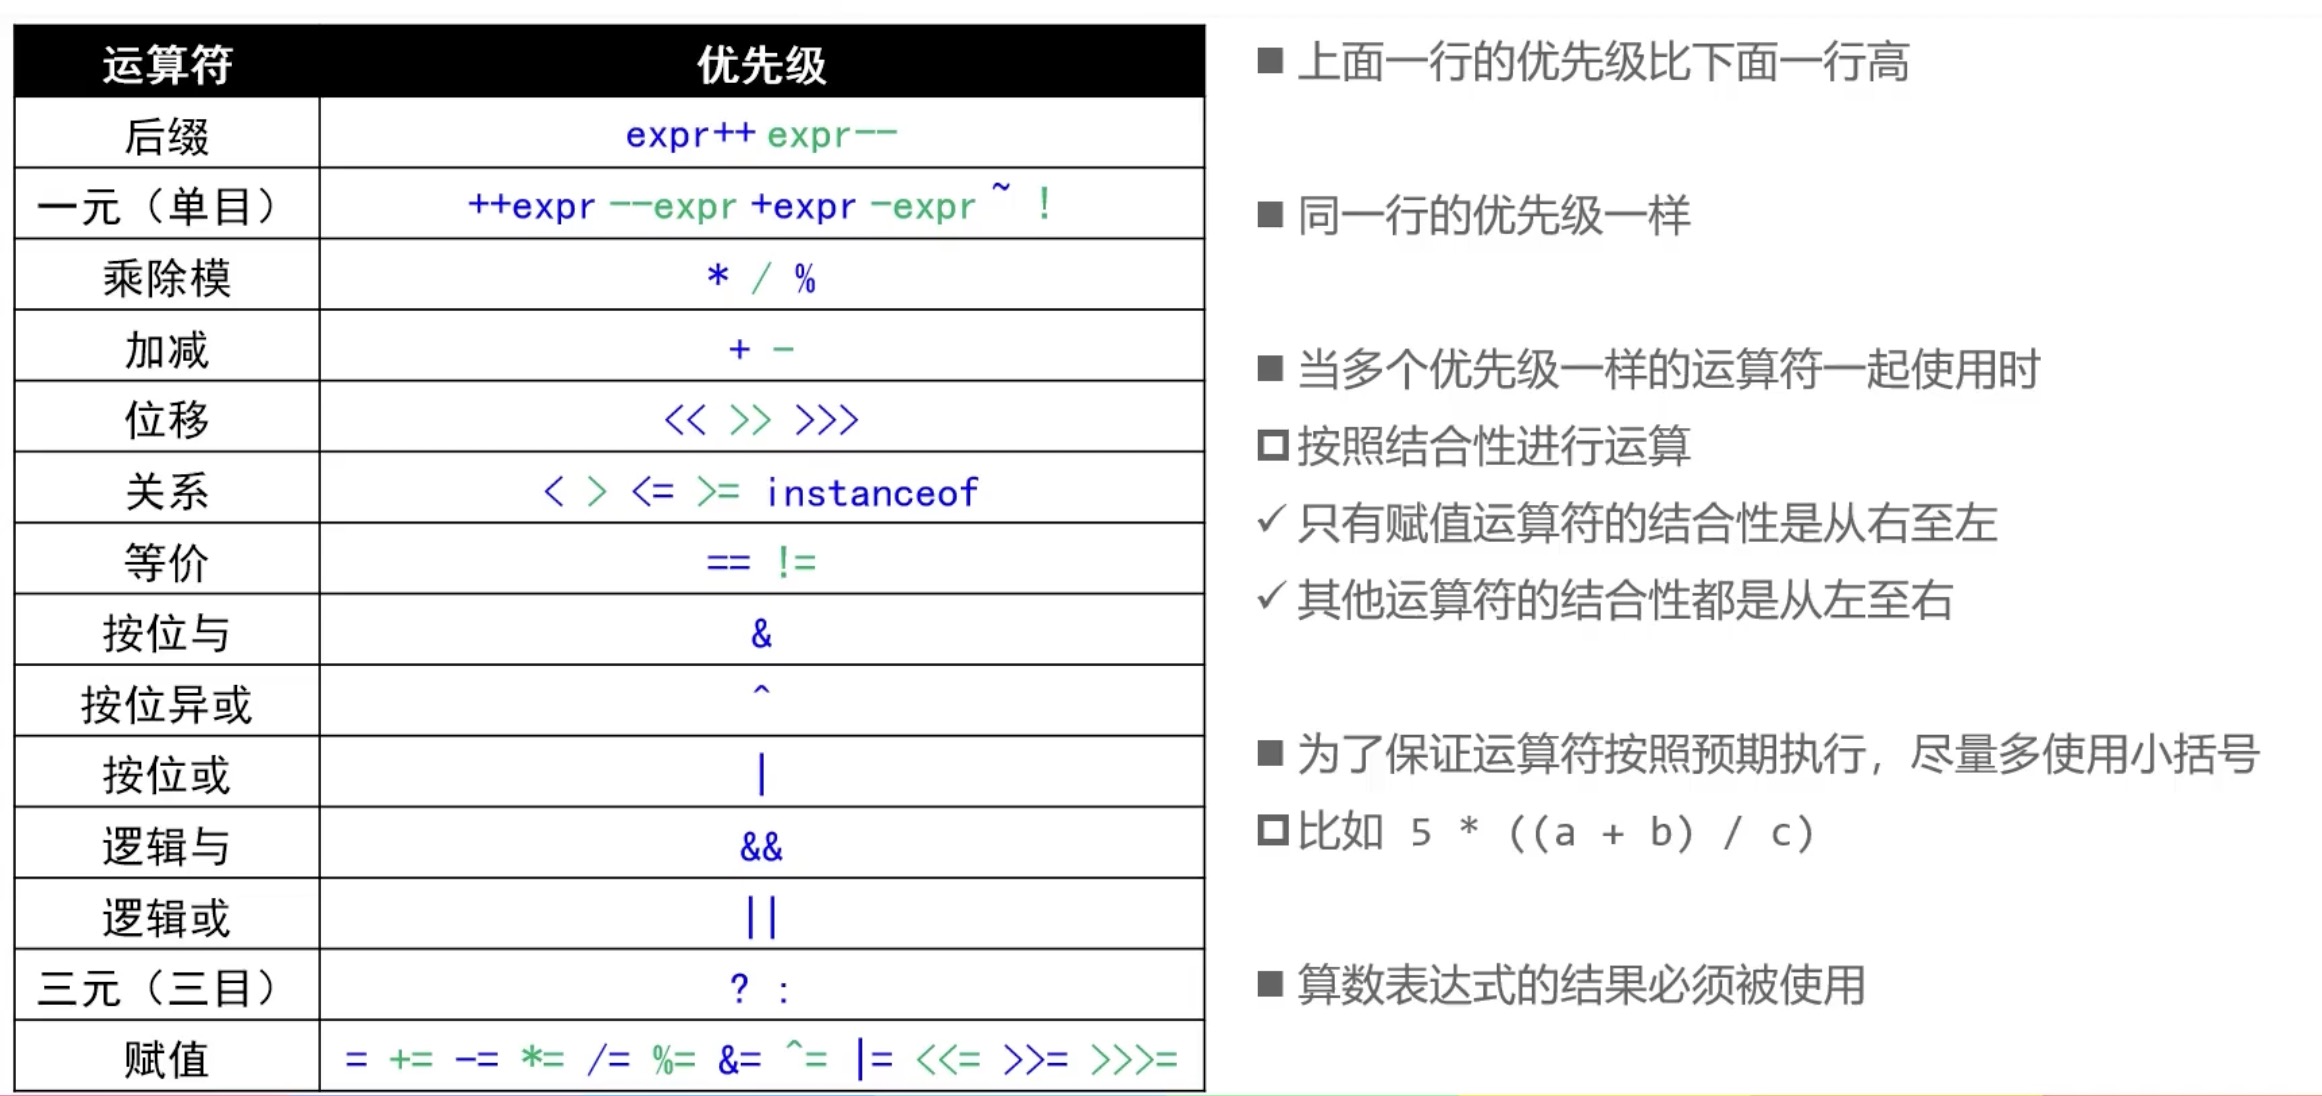 运算符 优先级
后缀 expr++ expr--
一元（单目） ++expr --expr +expr -expr ~ !
乘除模 * / %
加减 + -
位移 << >> >>>
关系 < > <= >= instanceof
等价 == !=
按位与 &
按位异或 ^
按位或 |
逻辑与 &&
逻辑或 ||
三元（三目） ? :
赋值 = += -= *= /= %= &= ^= |= <<= >>= >>>=
■ 上面一行的优先级比下面一行高
■ 同一行的优先级一样
■ 当多个优先级一样的运算符一起使用时
□ 按照结合性进行运算
✓ 只有赋值运算符的结合性是从右至左
✓ 其他运算符的结合性都是从左至右
■ 为了保证运算符按照预期执行，尽量多使用小括号
□ 比如 5 * ((a + b) / c)
■ 算数表达式的结果必须被使用